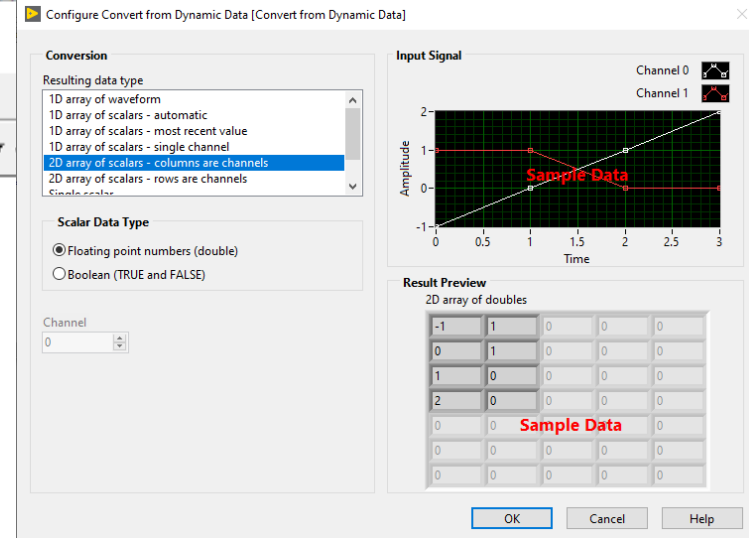 Configure Convert from Dynamic Data [Convert from Dynamic Data]
Conversion
Resulting data type
1D array of waveform
1D array of scalars - automatic
1D array of scalars - most recent value
1D array of scalars - single channel
2D array of scalars - columns are channels
2D array of scalars - rows are channels
Single scalar
Scalar Data Type
Floating point numbers (double)
Boolean (TRUE and FALSE)
Channel
0
Input Signal
Channel 0
Channel 1
Amplitude
2
1
0
-1
Sample Data
0 0.5 1 1.5 2 2.5 3
Time
Result Preview
2D array of doubles
-1 1 0 0 0
0 1 0 0 0
1 0 0 0 0
2 0 0 0 0
0 0 0 0 0
Sample Data
0 0 0 0 0
0 0 0 0 0
OK Cancel Help